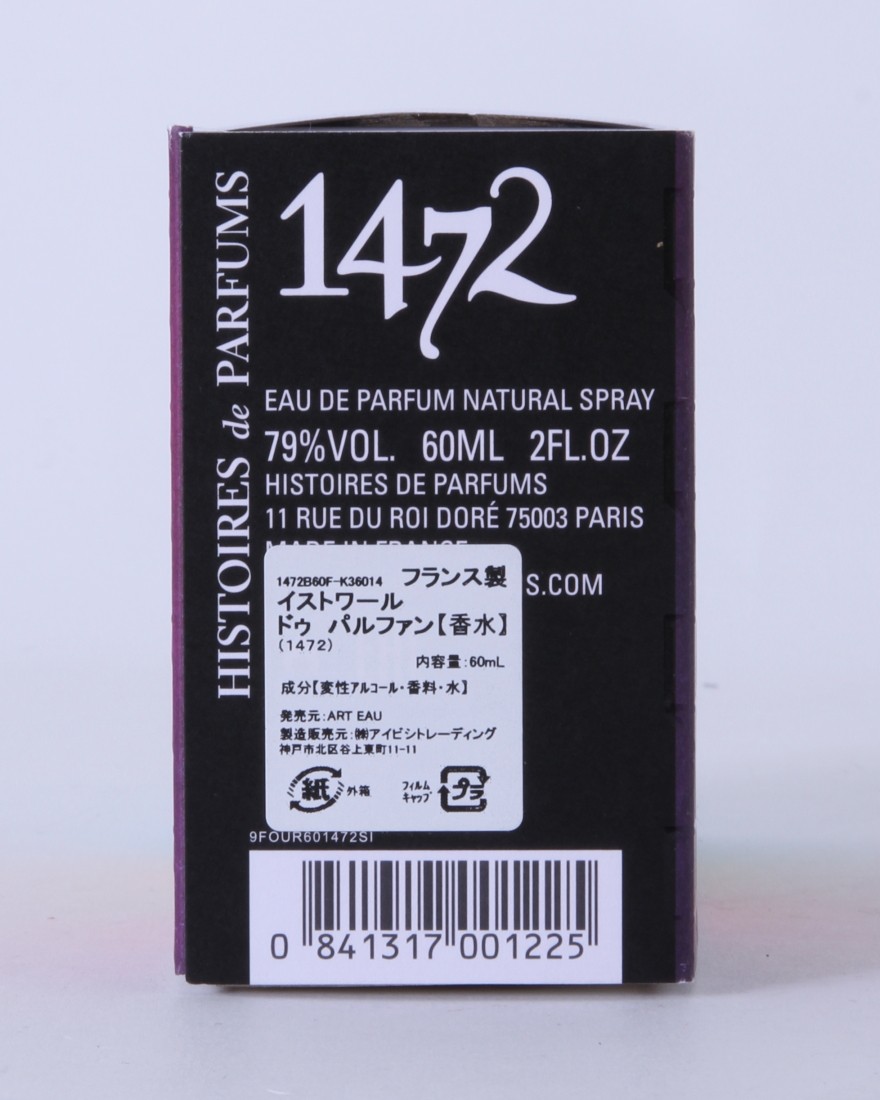 HISTOIRES de PARFUMS
1472
EAU DE PARFUM NATURAL SPRAY
79%VOL. 60ML 2FL.OZ
HISTOIRES DE PARFUMS
11 RUE DU ROI DORÉ 75003 PARIS
MADE IN FRANCE
S.COM
1472B60F-K36014 フランス製
イストワール
ドゥ パルファン【香水】
(1472)
内容量:60mL
成分【変性アルコール・香料・水】
発売元:ART EAU
製造販売元:㈱アイビシトレーディング
神戸市北区谷上東町11-11
紙 外箱 フィルム キャップ プラ
9FOUR601472SI
0 841317 001225